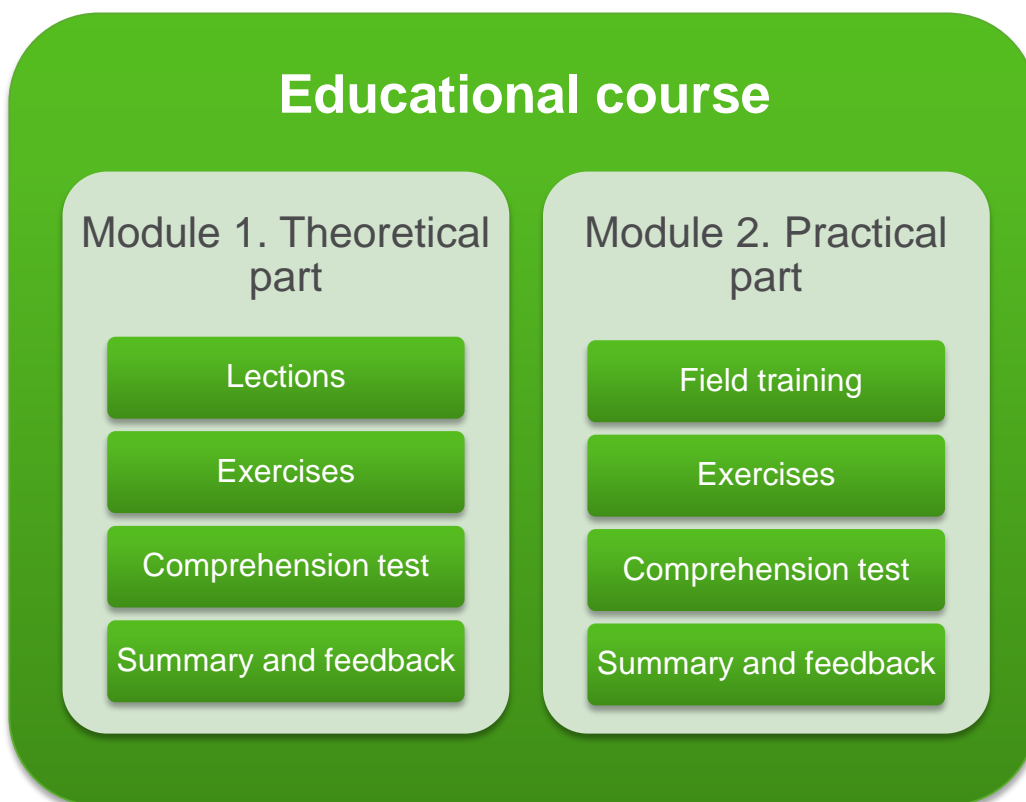 Educational course
Module 1. Theoretical
part
Lections
Exercises
Comprehension test
Summary and feedback
Module 2. Practical
part
Field training
Exercises
Comprehension test
Summary and feedback